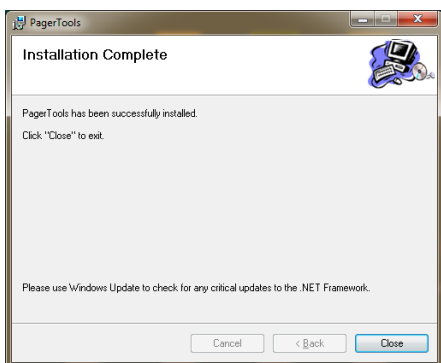 PagerTools
Installation Complete
PagerTools has been successfully installed.
Click "Close" to exit.
Please use Windows Update to check for any critical updates to the .NET Framework.
Cancel
< Back
Close